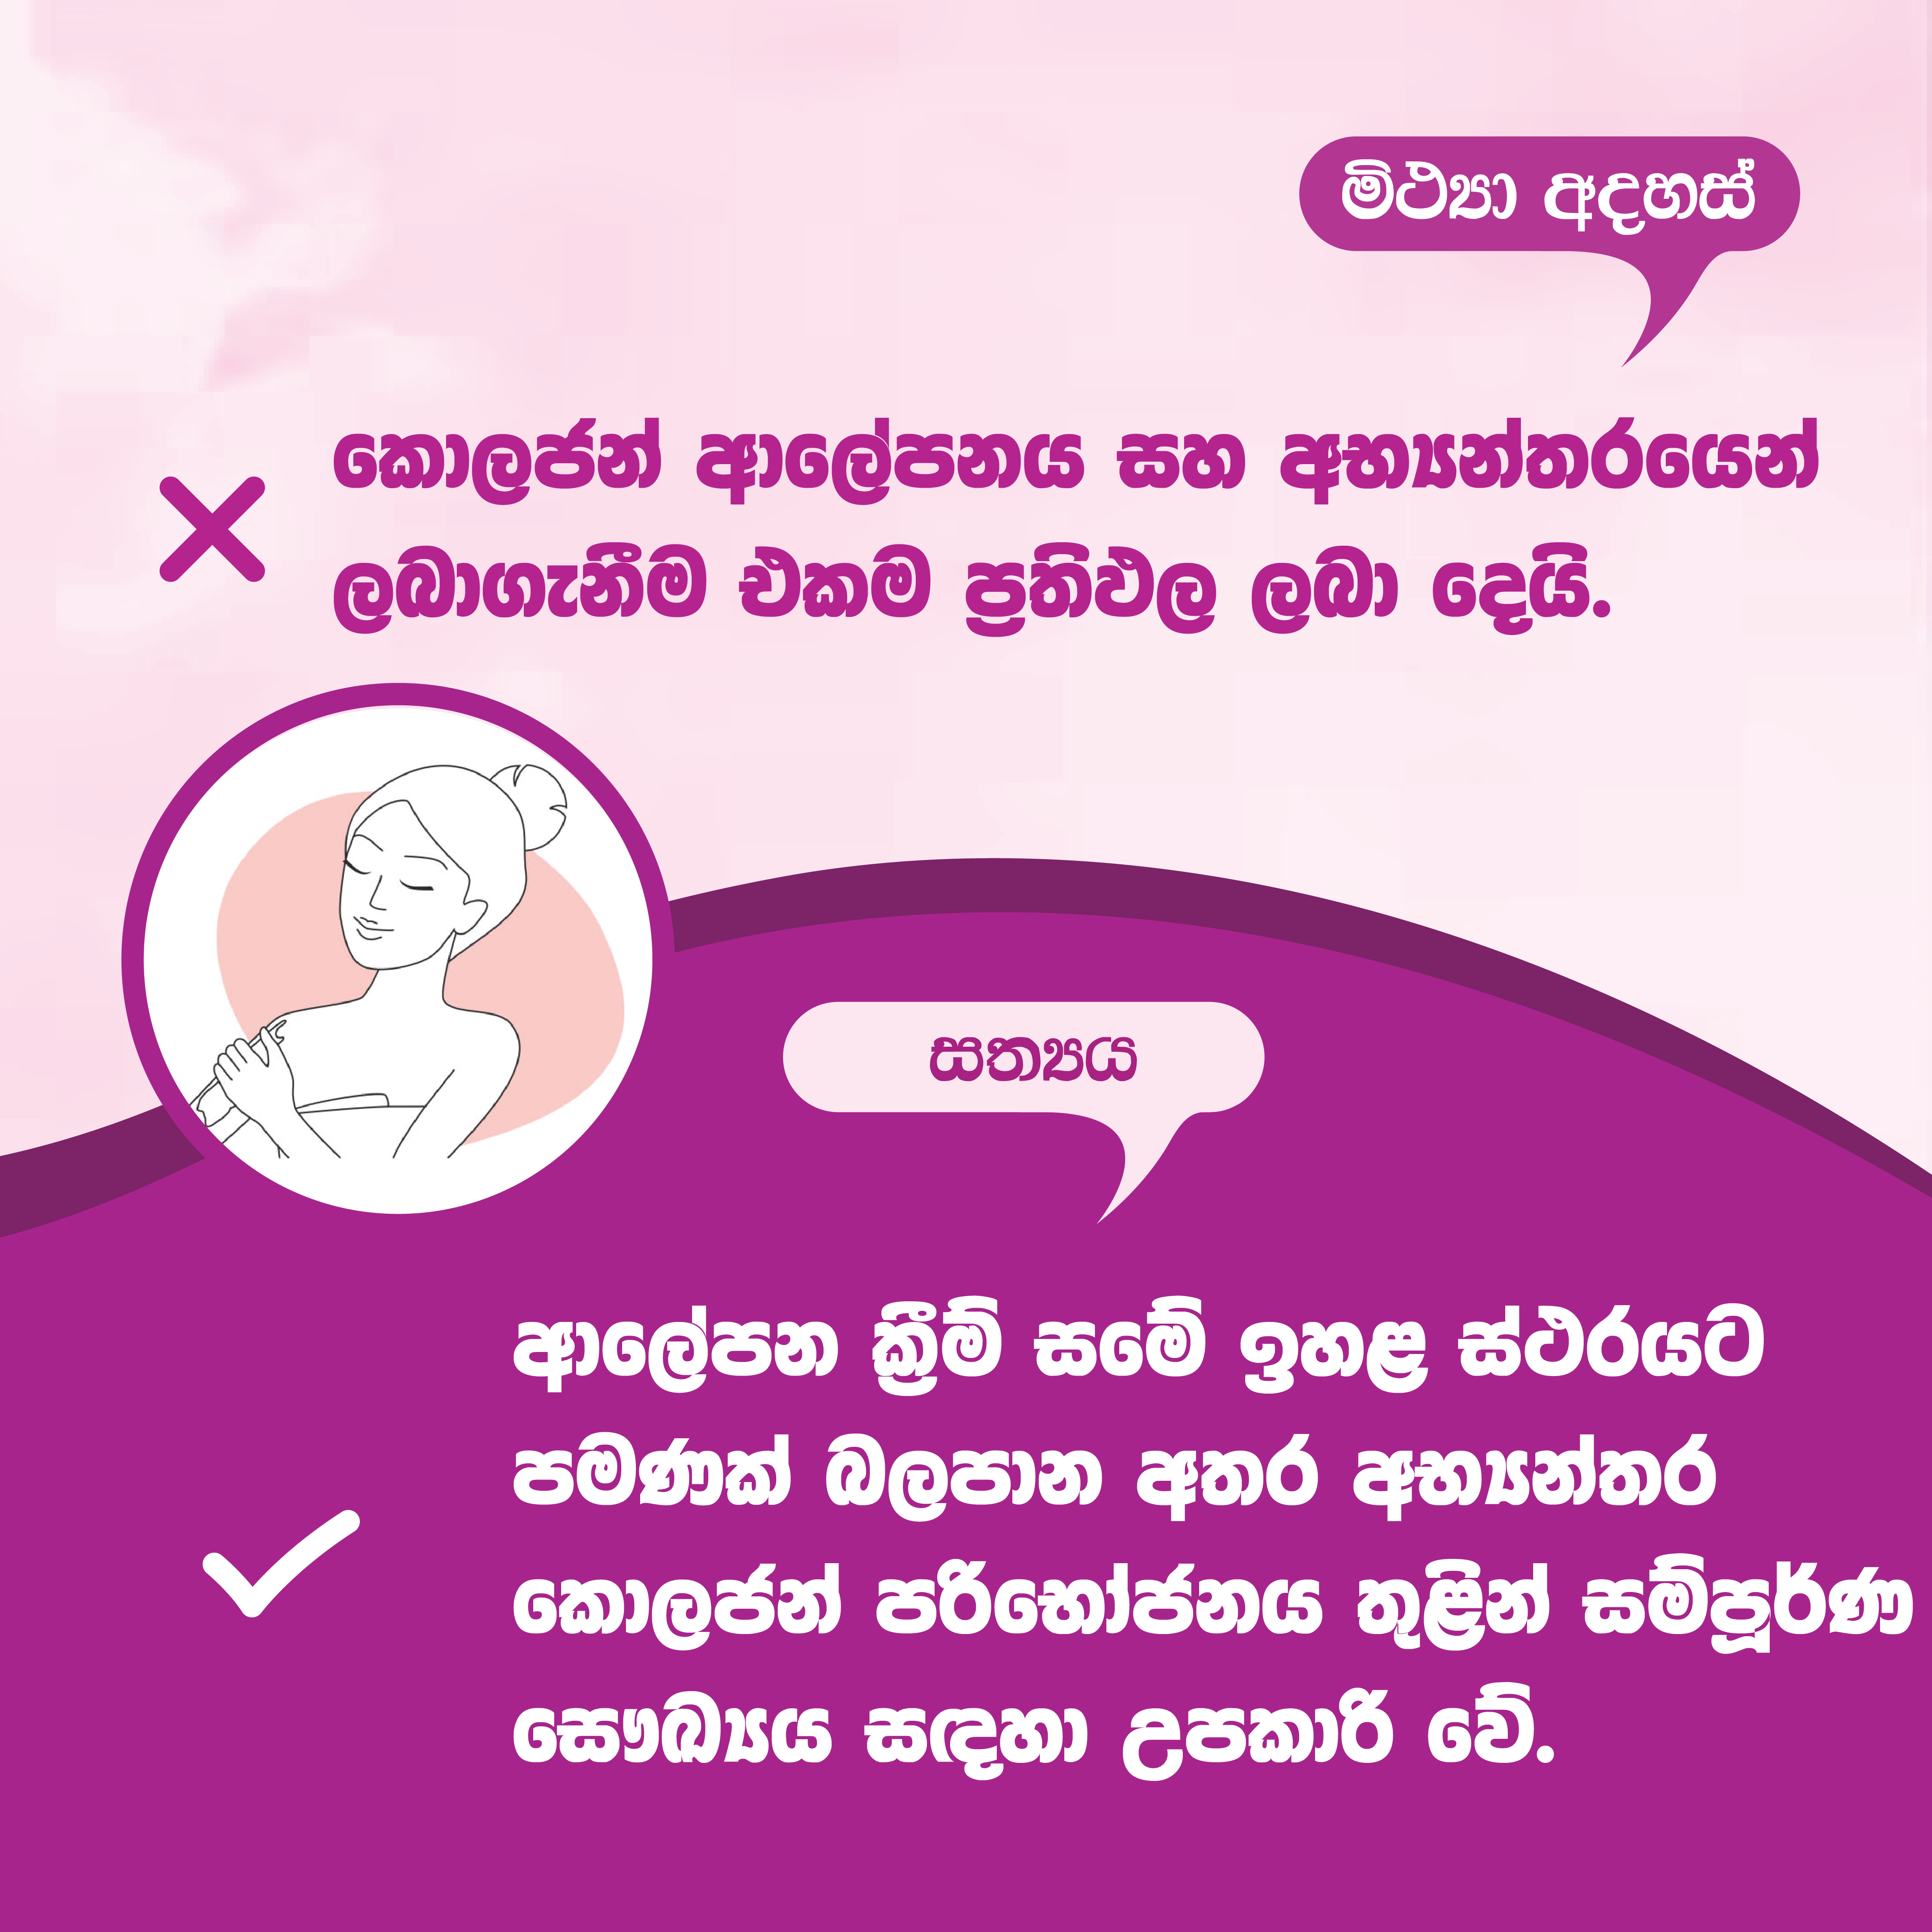 මිථ්‍යා අදහස්
කොලජන් ආලේපනය සහ අභ්‍යන්තරයෙන්
ලබාගැනීම එකම ප්‍රතිඵල ලබා දෙයි.
සත්‍යය
ආලේපන ක්‍රීම් සමේ ඉහළ ස්ථරයට
පමණක් බලපාන අතර අභ්‍යන්තර
කොලජන් පරිභෝජනය තුළින් සම්පූර්ණ
සෞඛ්‍යය සඳහා උපකාරී වේ.